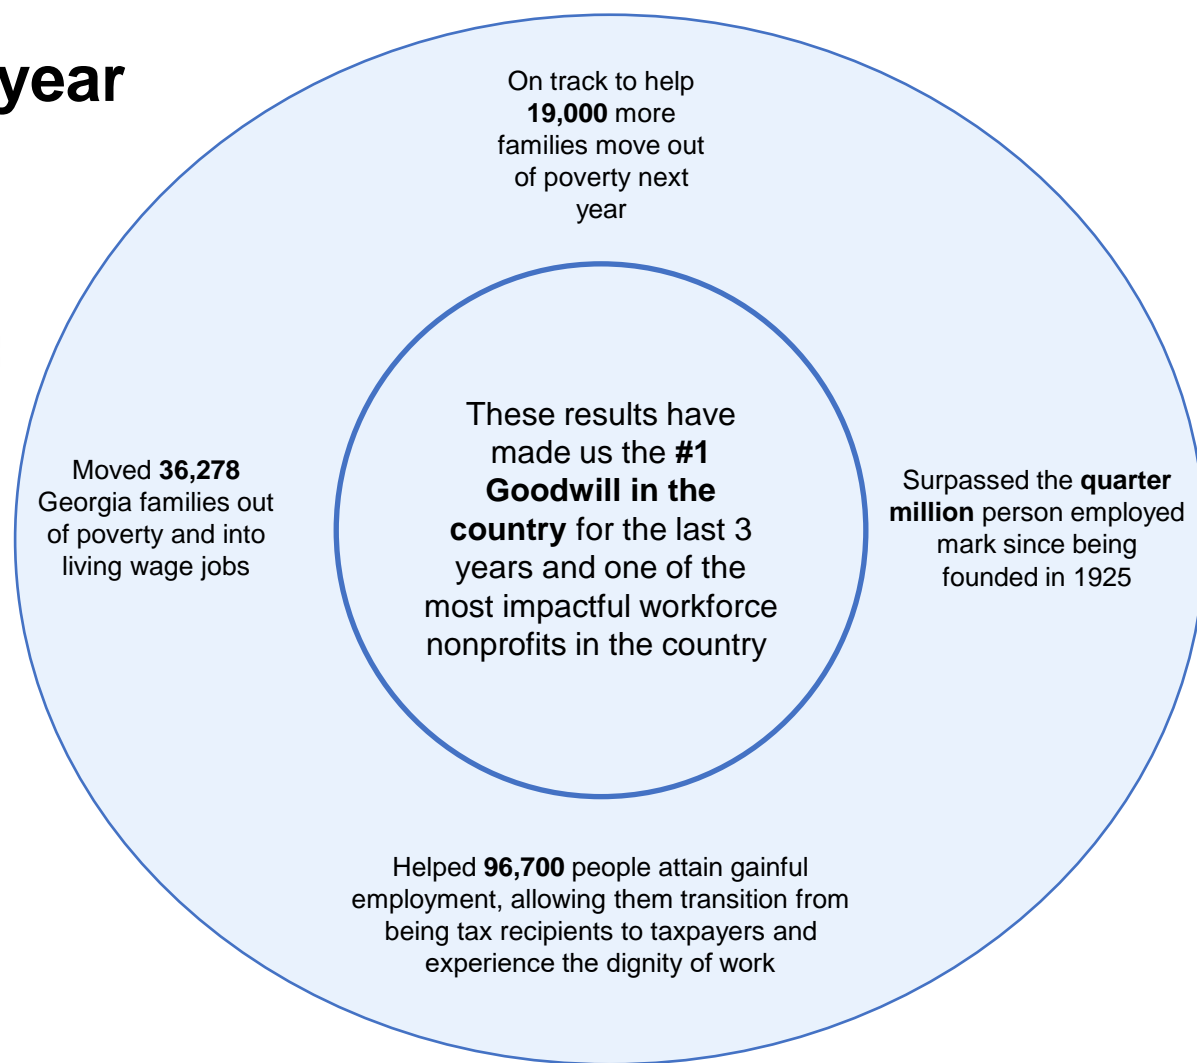 year
On track to help
19,000 more
families move out
of poverty next
year
These results have
made us the #1
Goodwill in the
country for the last 3
years and one of the
most impactful workforce
nonprofits in the country
Moved 36,278
Georgia families out
of poverty and into
living wage jobs
Surpassed the quarter
million person employed
mark since being
founded in 1925
Helped 96,700 people attain gainful
employment, allowing them transition from
being tax recipients to taxpayers and
experience the dignity of work